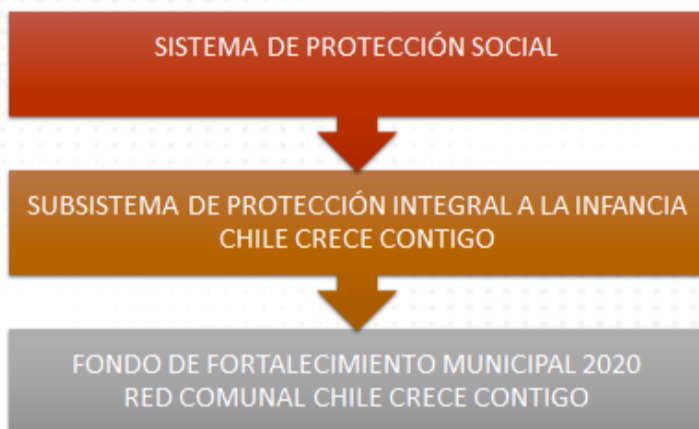 SISTEMA DE PROTECCIÓN SOCIAL
SUBSISTEMA DE PROTECCIÓN INTEGRAL A LA INFANCIA
CHILE CRECE CONTIGO
FONDO DE FORTALECIMIENTO MUNICIPAL 2020
RED COMUNAL CHILE CRECE CONTIGO